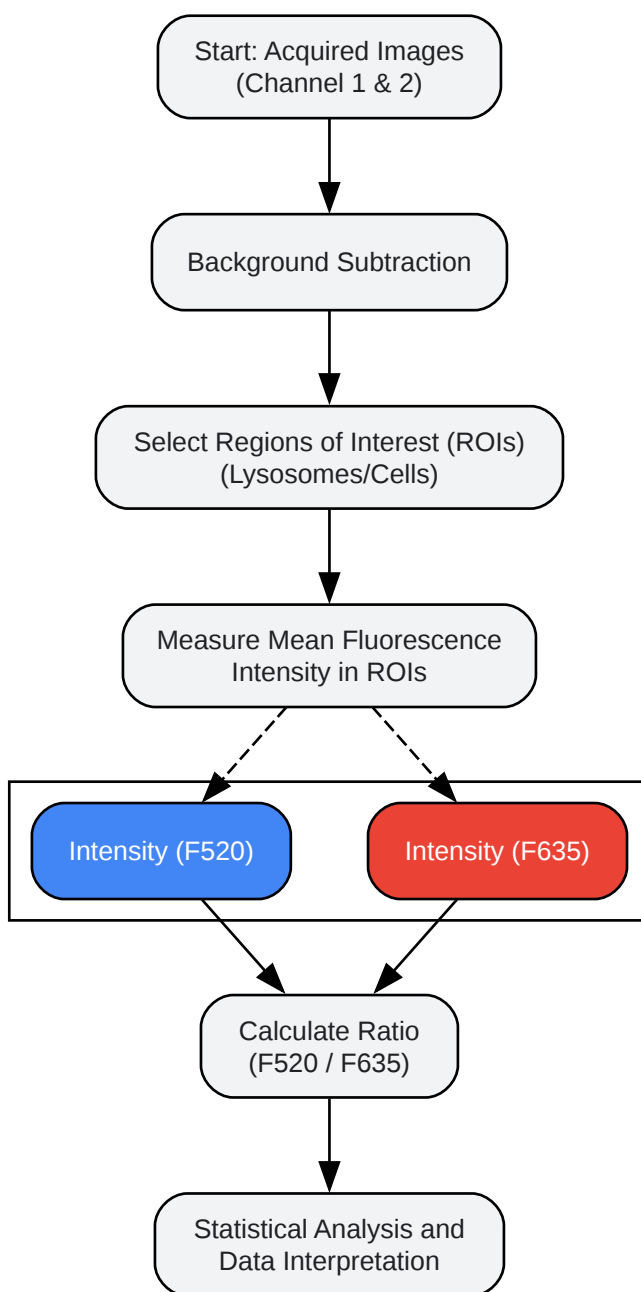 Start: Acquired Images
(Channel 1 & 2)
Background Subtraction
Select Regions of Interest (ROIs)
(Lysosomes/Cells)
Measure Mean Fluorescence
Intensity in ROIs
Intensity (F520)
Intensity (F635)
Calculate Ratio
(F520 / F635)
Statistical Analysis and
Data Interpretation